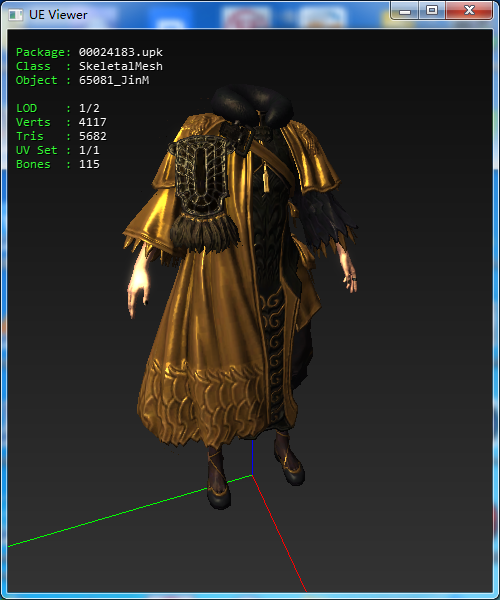 UE Viewer
Package: 00024183.upk
Class : SkeletalMesh
Object : 65081_JinM
LOD : 1/2
Verts : 4117
Tris : 5682
UV Set : 1/1
Bones : 115